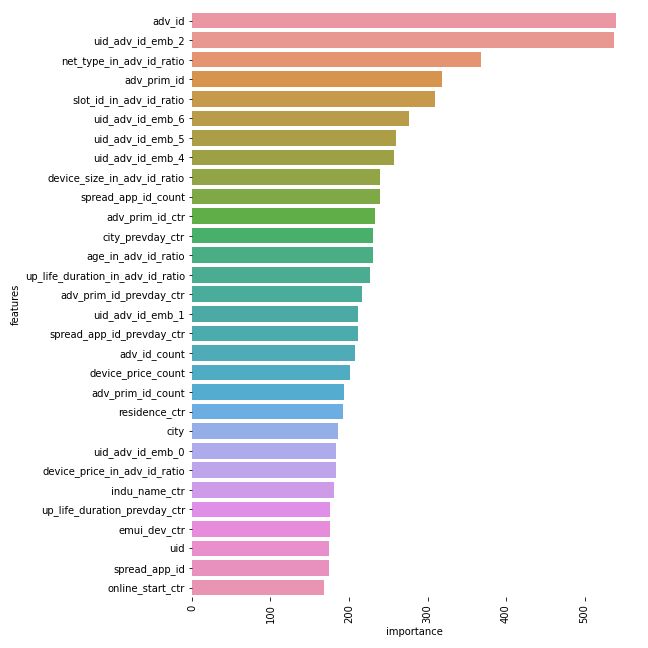 adv_id
uid_adv_id_emb_2
net_type_in_adv_id_ratio
adv_prim_id
slot_id_in_adv_id_ratio
uid_adv_id_emb_6
uid_adv_id_emb_5
uid_adv_id_emb_4
device_size_in_adv_id_ratio
spread_app_id_count
adv_prim_id_ctr
city_prevday_ctr
age_in_adv_id_ratio
up_life_duration_in_adv_id_ratio
adv_prim_id_prevday_ctr
uid_adv_id_emb_1
spread_app_id_prevday_ctr
adv_id_count
device_price_count
adv_prim_id_count
residence_ctr
city
uid_adv_id_emb_0
device_price_in_adv_id_ratio
indu_name_ctr
up_life_duration_prevday_ctr
emui_dev_ctr
uid
spread_app_id
online_start_ctr
features
0
100
200
300
400
500
importance